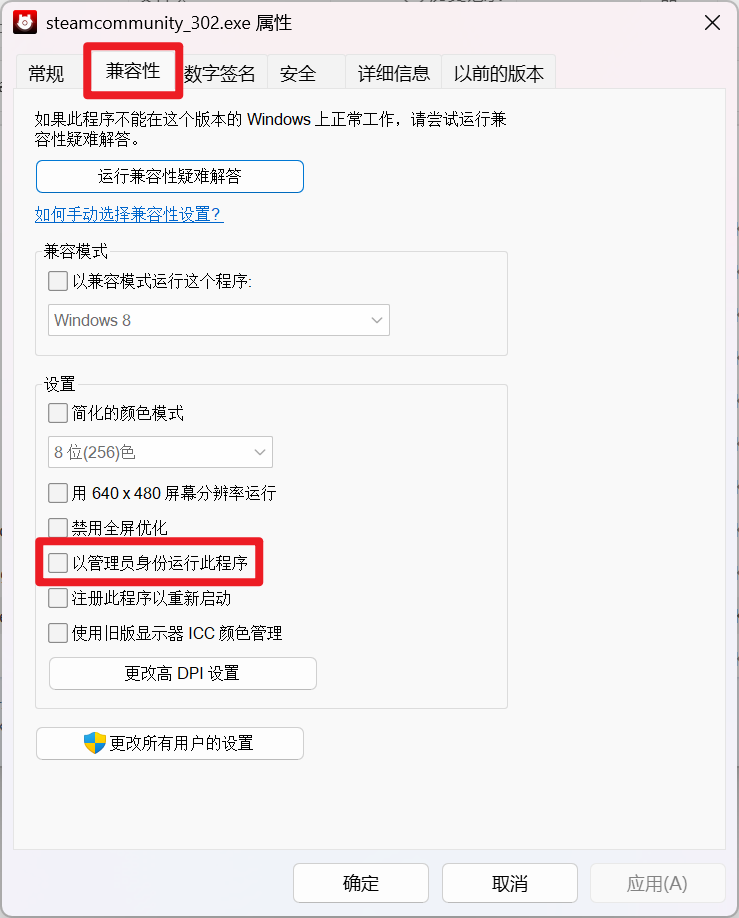 steamcommunity_302.exe 属性
常规 兼容性 数字签名 安全 详细信息 以前的版本
如果此程序不能在这个版本的 Windows 上正常工作，请尝试运行兼
容性疑难解答。
运行兼容性疑难解答
如何手动选择兼容性设置？
兼容模式
以兼容模式运行这个程序:
Windows 8
设置
简化的颜色模式
8 位(256)色
用 640 x 480 屏幕分辨率运行
禁用全屏优化
以管理员身份运行此程序
注册此程序以重新启动
使用旧版显示器 ICC 颜色管理
更改高 DPI 设置
更改所有用户的设置
确定 取消 应用(A)